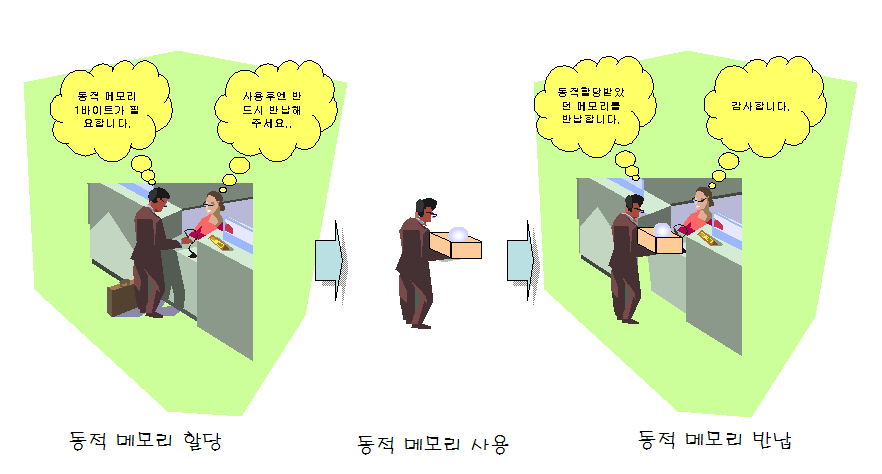 동적 메모리
1바이트가 필
요합니다.
사용후엔 반
드시 반납해
주세요..
동적할당받았
던 메모리를
반납합니다.
감사합니다.
동적 메모리 할당
동적 메모리 사용
동적 메모리 반납